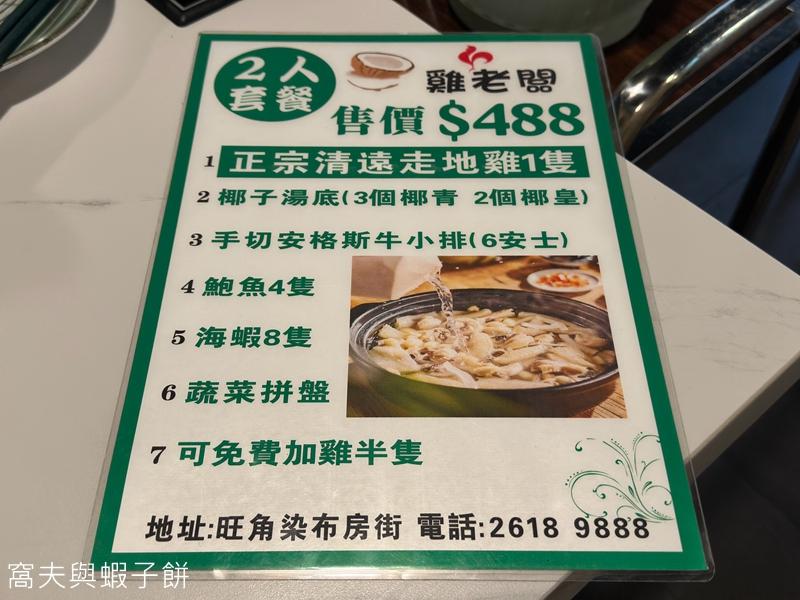 2人
套餐
雞老闆
售價 $488
1 正宗清遠走地雞1隻
2 椰子湯底(3個椰青 2個椰皇)
3 手切安格斯牛小排(6安士)
4 鮑魚4隻
5 海蝦8隻
6 蔬菜拼盤
7 可免費加雞半隻
地址:旺角染布房街 電話:2618 9888
窩夫與蝦子餅